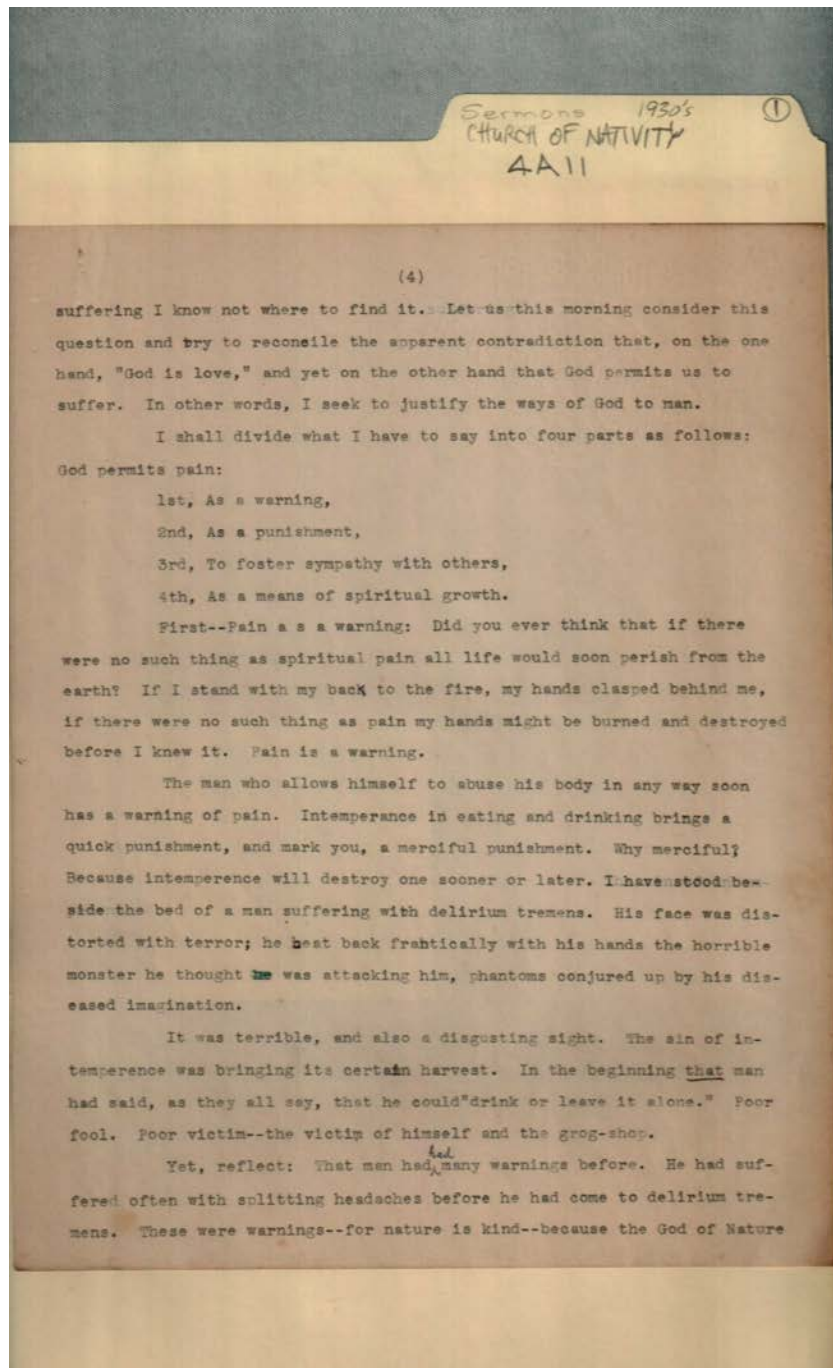 Sermons 1930's ①
CHURCH OF NATIVITY
4A11
(4)
suffering I know not where to find it. Let us this morning consider this
question and try to reconcile the apparent contradiction that, on the one
hand, "God is love," and yet on the other hand that God permits us to
suffer. In other words, I seek to justify the ways of God to man.
I shall divide what I have to say into four parts as follows:
God permits pain:
1st, As a warning,
2nd, As a punishment,
3rd, To foster sympathy with others,
4th, As a means of spiritual growth.
First--Pain a s a warning: Did you ever think that if there
were no such thing as spiritual pain all life would soon perish from the
earth? If I stand with my back to the fire, my hands clasped behind me,
if there were no such thing as pain my hands might be burned and destroyed
before I knew it. Pain is a warning.
The man who allows himself to abuse his body in any way soon
has a warning of pain. Intemperance in eating and drinking brings a
quick punishment, and mark you, a merciful punishment. Why merciful?
Because intemperence will destroy one sooner or later. I have stood be-
side the bed of a man suffering with delirium tremens. His face was dis-
torted with terror; he beat back frantically with his hands the horrible
monster he thought was attacking him, phantoms conjured up by his dis-
eased imagination.
It was terrible, and also a disgusting sight. The sin of in-
temperence was bringing its certain harvest. In the beginning that man
had said, as they all say, that he could"drink or leave it alone." Poor
fool. Poor victim--the victim of himself and the grog-shop.
Yet, reflect: That man had had many warnings before. He had suf-
fered often with splitting headaches before he had come to delirium tre-
mens. These were warnings--for nature is kind--because the God of Nature